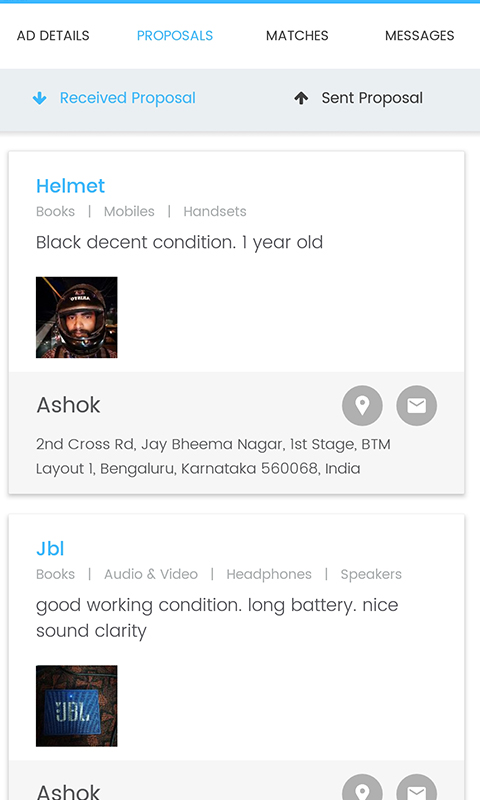 AD DETAILS PROPOSALS MATCHES MESSAGES
Received Proposal Sent Proposal
Helmet
Books | Mobiles | Handsets
Black decent condition. 1 year old
Ashok
2nd Cross Rd, Jay Bheema Nagar, 1st Stage, BTM
Layout 1, Bengaluru, Karnataka 560068, India
Jbl
Books | Audio & Video | Headphones | Speakers
good working condition. long battery. nice
sound clarity
JBL
Ashok